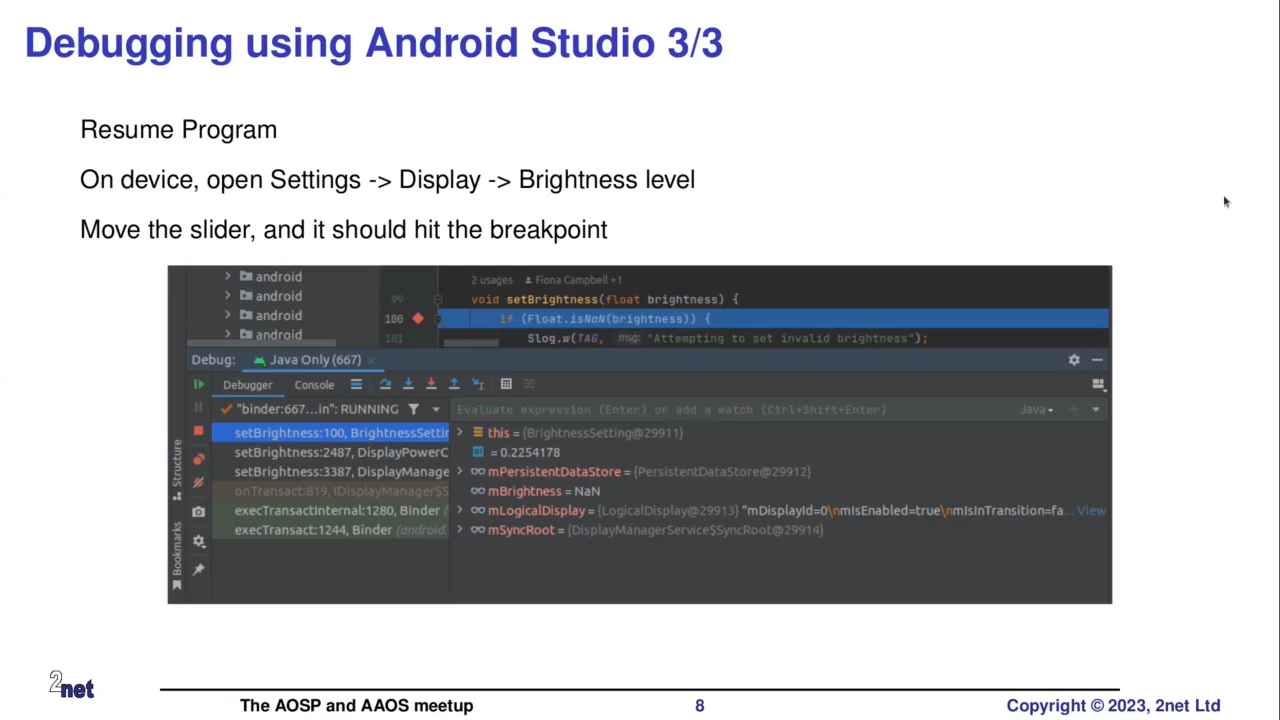 Debugging using Android Studio 3/3
Resume Program
On device, open Settings -> Display -> Brightness level
Move the slider, and it should hit the breakpoint
android
android
android
android
2 usages Fiona Campbell +1
99 void setBrightness(float brightness) {
100 if (Float.isNaN(brightness)) {
101 Slog.w(TAG, msg: "Attempting to set invalid brightness");
Debug: Java Only (667)
Debugger Console
"binder:667...in": RUNNING
Evaluate expression (Enter) or add a watch (Ctrl+Shift+Enter) Java
setBrightness:100, BrightnessSettin
setBrightness:2487, DisplayPowerC
setBrightness:3387, DisplayManage
onTransact:819, IDisplayManager$S
execTransactInternal:1280, Binder (
execTransact:1244, Binder (android.
this = {BrightnessSetting@29911}
= 0.2254178
mPersistentDataStore = {PersistentDataStore@29912}
mBrightness = NaN
mLogicalDisplay = {LogicalDisplay@29913} "mDisplayId=0\nmIsEnabled=true\nmIsInTransition=fa... View
mSyncRoot = {DisplayManagerService$SyncRoot@29914}
Structure
Bookmarks
2net
The AOSP and AAOS meetup
8
Copyright © 2023, 2net Ltd